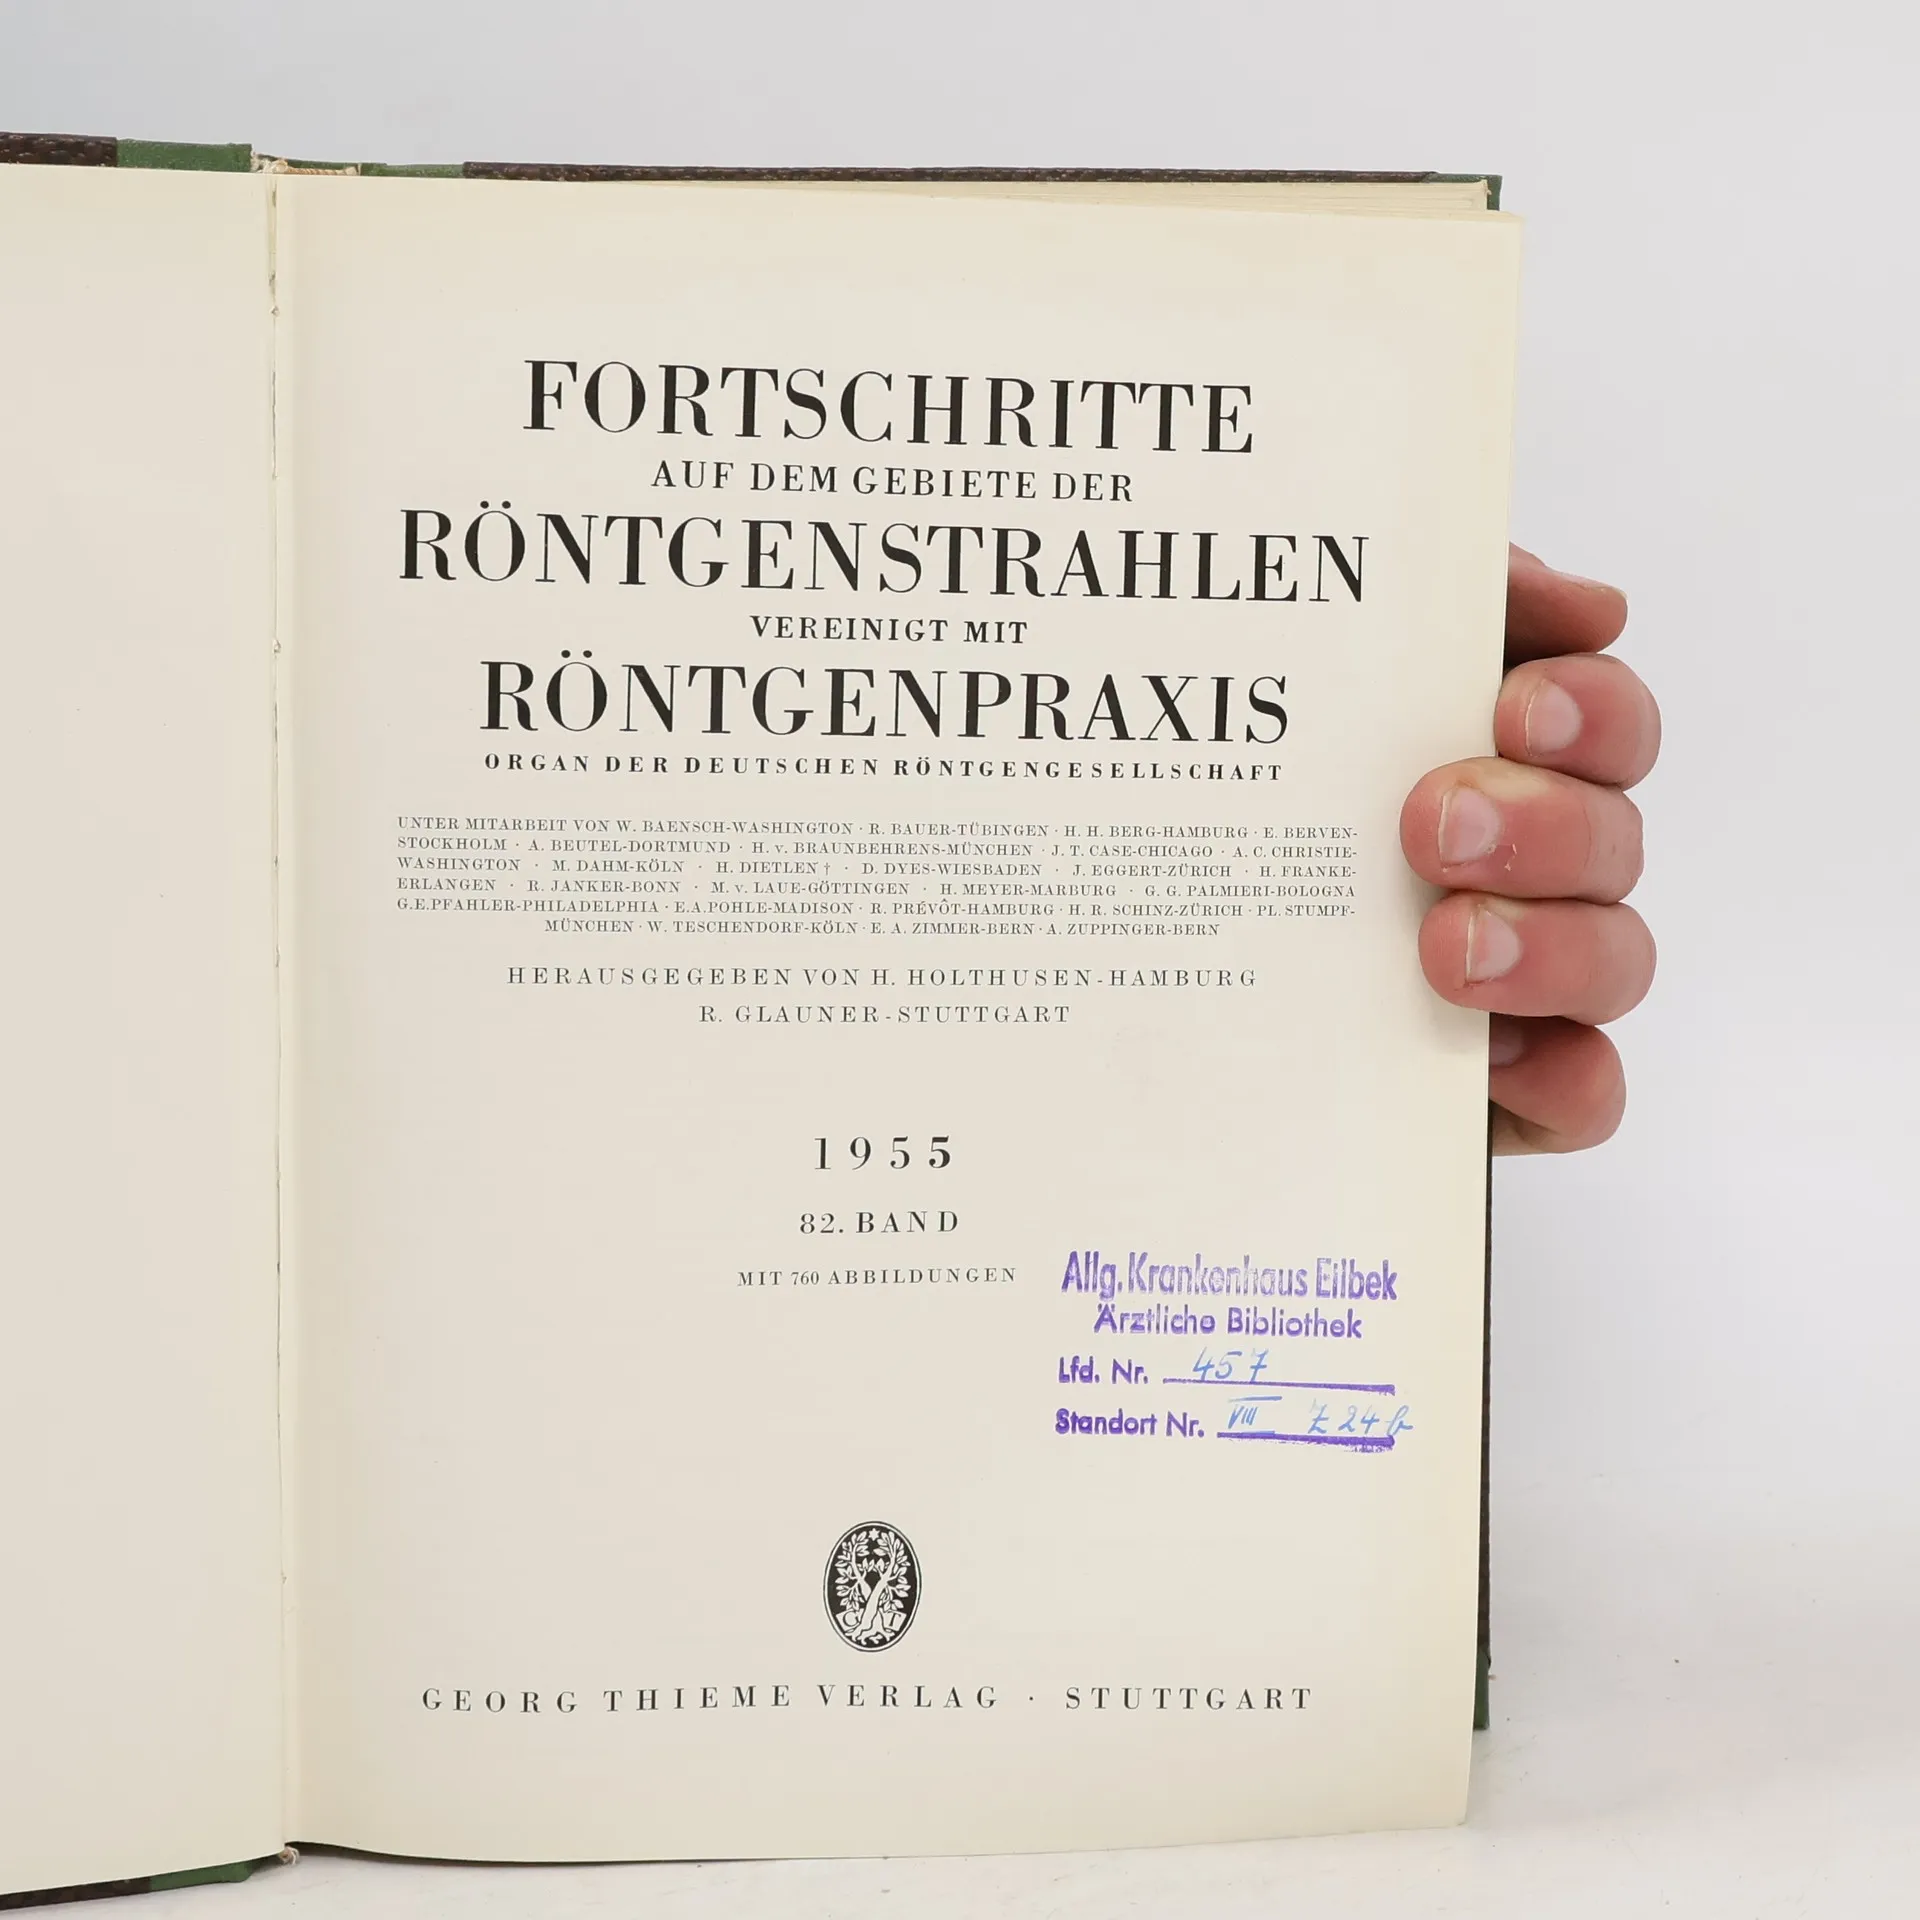 FORTSCHRITTE
AUF DEM GEBIETE DER
RÖNTGENSTRAHLEN
VEREINIGT MIT
RÖNTGENPRAXIS
ORGAN DER DEUTSCHEN RÖNTGENGESELLSCHAFT
UNTER MITARBEIT VON W. BAENSCH-WASHINGTON · R. BAUER-TÜBINGEN · H. H. BERG-HAMBURG · E. BERVEN-
STOCKHOLM · A. BEUTEL-DORTMUND · H. v. BRAUNBEHRENS-MÜNCHEN · J. T. CASE-CHICAGO · A. C. CHRISTIE-
WASHINGTON · M. DAHM-KÖLN · H. DIETLEN † · D. DYES-WIESBADEN · J. EGGERT-ZÜRICH · H. FRANKE-
ERLANGEN · R. JANKER-BONN · M. v. LAUE-GÖTTINGEN · H. MEYER-MARBURG · G. G. PALMIERI-BOLOGNA
G.E.PFAHLER-PHILADELPHIA · E.A.POHLE-MADISON · R. PRÉVÔT-HAMBURG · H. R. SCHINZ-ZÜRICH · PL. STUMPF-
MÜNCHEN · W. TESCHENDORF-KÖLN · E. A. ZIMMER-BERN · A. ZUPPINGER-BERN
HERAUSGEGEBEN VON H. HOLTHUSEN-HAMBURG
R. GLAUNER-STUTTGART
1955
82. BAND
MIT 760 ABBILDUNGEN
Allg. Krankenhaus Eilbek
Ärztliche Bibliothek
Lfd. Nr. 457
Standort Nr. VIII Z 24 b
G T
GEORG THIEME VERLAG · STUTTGART